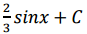 2/3 sinx + C